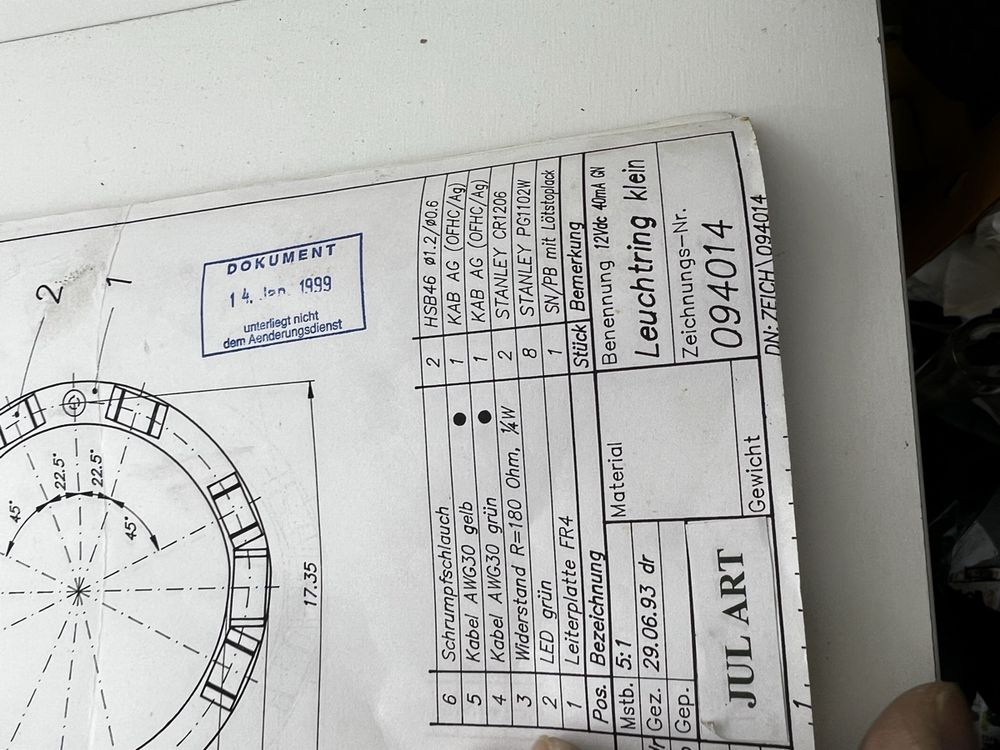 2
1
DOKUMENT
14. Jan. 1999
unterliegt nicht
dem Aenderungsdienst
45°
22.5°
22.5°
45°
17.35
6 Schrumpfschlauch 2 HSB46 ø1.2/ø0.6
5 Kabel AWG30 gelb ● 1 KAB AG (OFHC/Ag)
4 Kabel AWG30 grün ● 1 KAB AG (OFHC/Ag)
3 Widerstand R=180 Ohm, ¼W 2 STANLEY CR1206
2 LED grün 8 STANLEY PG1102W
1 Leiterplatte FR4 1 SN/PB mit Lötstoplack
Pos. Bezeichnung Stück Bemerkung
Mstb. 5:1
Gez. 29.06.93 dr
Gep.
Material
Gewicht
Benennung 12Vdc 40mA GN
Leuchtring klein
Zeichnungs-Nr.
094014
JUL ART
DN: ZEICH\094014
1